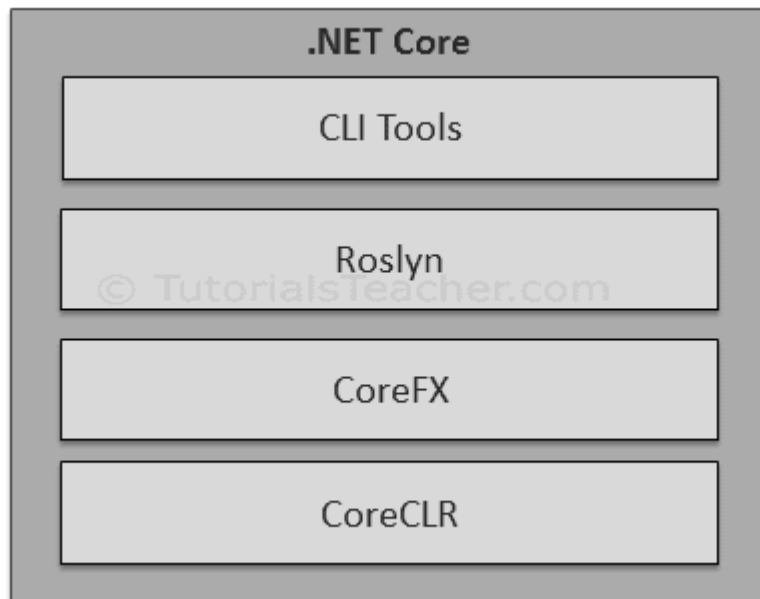 .NET Core
CLI Tools
Roslyn
© TutorialsTeacher.com
CoreFX
CoreCLR